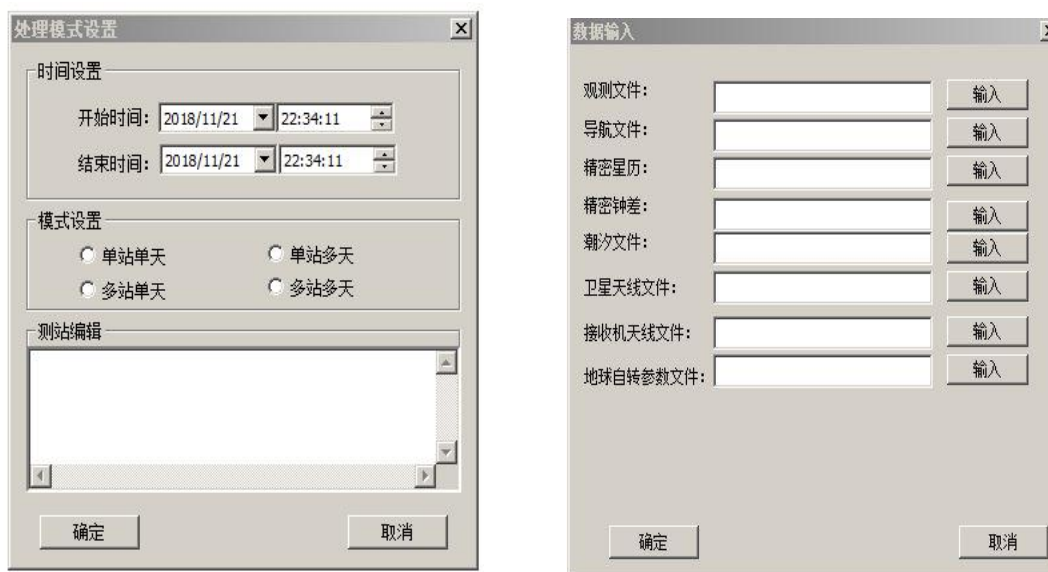 处理模式设置
时间设置
开始时间: 2018/11/21 22:34:11
结束时间: 2018/11/21 22:34:11
模式设置
单站单天 单站多天
多站单天 多站多天
测站编辑
确定 取消
数据输入
观测文件: 输入
导航文件: 输入
精密星历: 输入
精密钟差: 输入
潮汐文件: 输入
卫星天线文件: 输入
接收机天线文件: 输入
地球自转参数文件: 输入
确定 取消